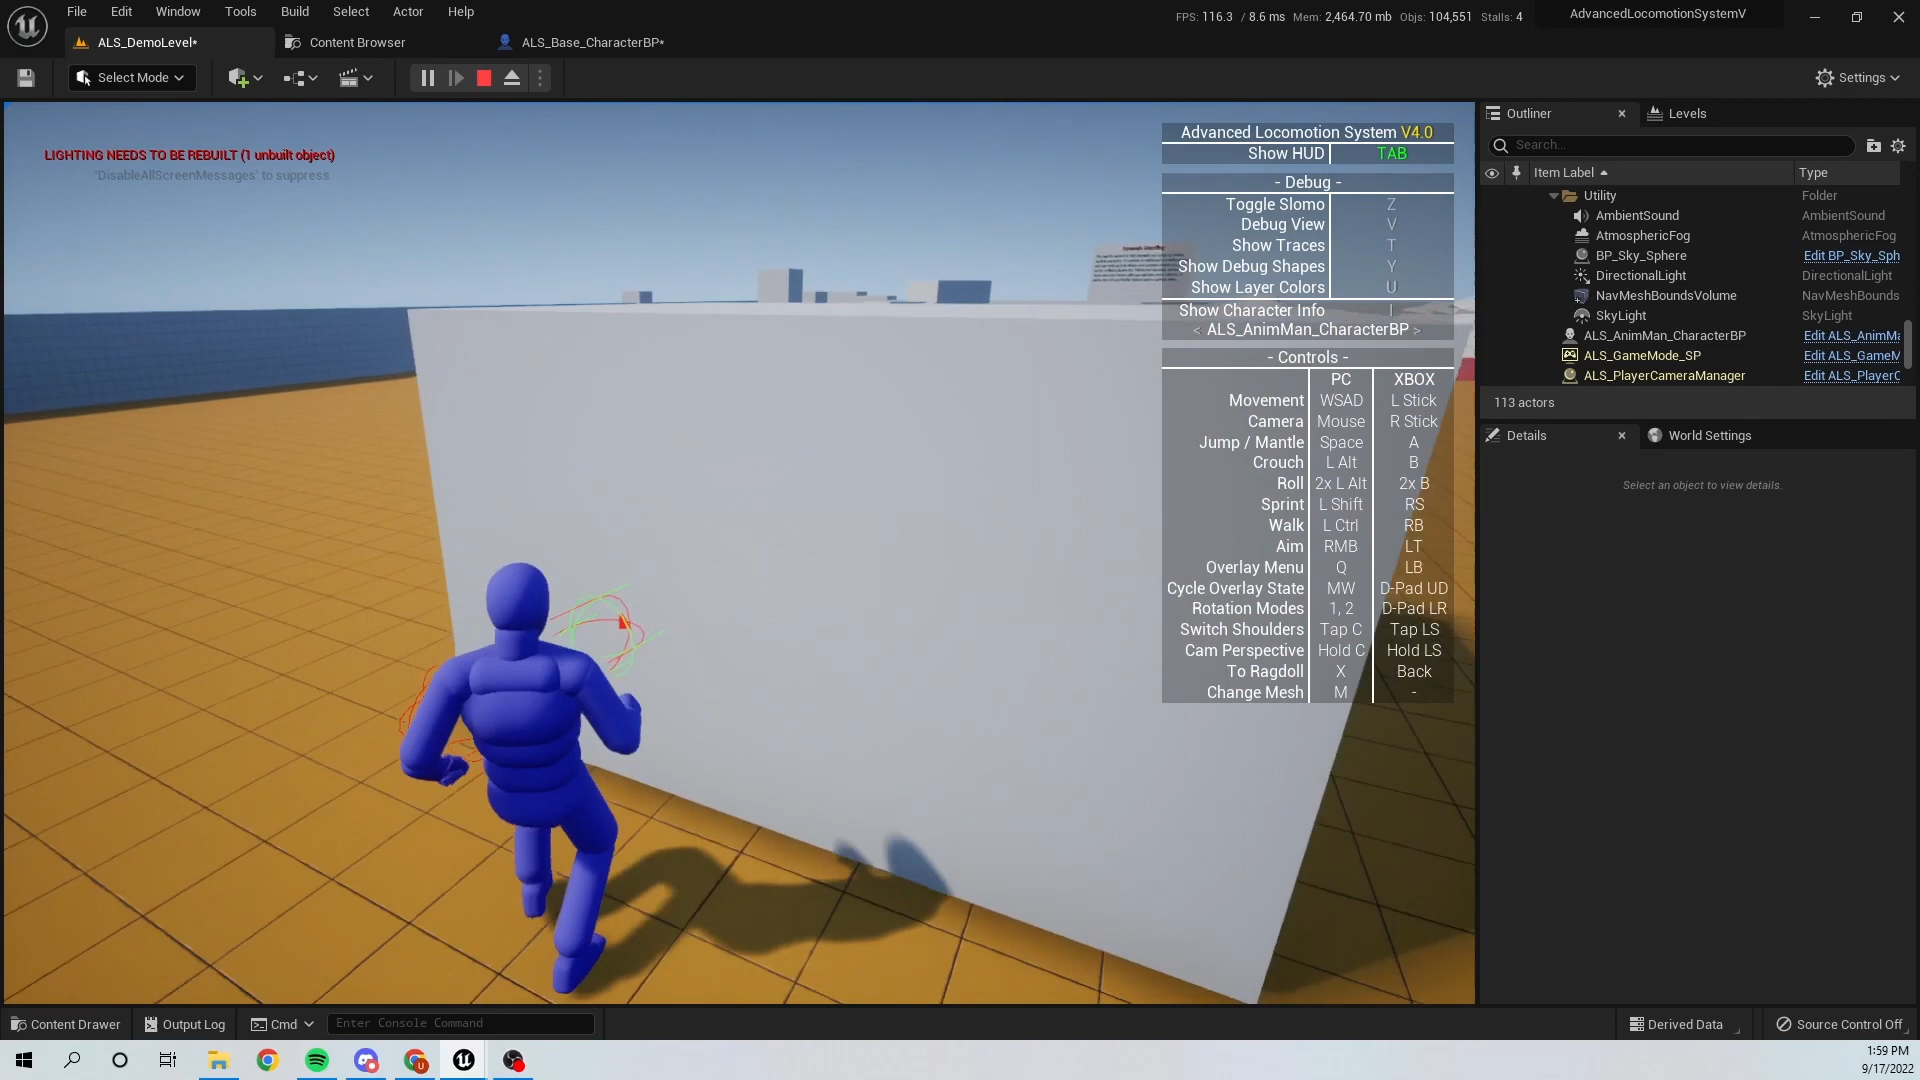 File Edit Window Tools Build Select Actor Help
FPS: 116.3 / 8.6 ms Mem: 2,464.70 mb Objs: 104,551 Stalls: 4
AdvancedLocomotionSystemV
ALS_DemoLevel*
Content Browser
ALS_Base_CharacterBP*
Select Mode
Settings
LIGHTING NEEDS TO BE REBUILT (1 unbuilt object)
'DisableAllScreenMessages' to suppress
Advanced Locomotion System V4.0
Show HUD TAB
- Debug -
Toggle Slomo Z
Debug View V
Show Traces T
Show Debug Shapes Y
Show Layer Colors U
Show Character Info I
< ALS_AnimMan_CharacterBP >
- Controls -
PC XBOX
Movement WSAD L Stick
Camera Mouse R Stick
Jump / Mantle Space A
Crouch L Alt B
Roll 2x L Alt 2x B
Sprint L Shift RS
Walk L Ctrl RB
Aim RMB LT
Overlay Menu Q LB
Cycle Overlay State MW D-Pad UD
Rotation Modes 1, 2 D-Pad LR
Switch Shoulders Tap C Tap LS
Cam Perspective Hold C Hold LS
To Ragdoll X Back
Change Mesh M -
Outliner
Levels
Search...
Item Label Type
Utility Folder
AmbientSound AmbientSound
AtmosphericFog AtmosphericFog
BP_Sky_Sphere Edit BP_Sky_Sph
DirectionalLight DirectionalLight
NavMeshBoundsVolume NavMeshBounds
SkyLight SkyLight
ALS_AnimMan_CharacterBP Edit ALS_AnimMa
ALS_GameMode_SP Edit ALS_GameM
ALS_PlayerCameraManager Edit ALS_PlayerC
113 actors
Details
World Settings
Select an object to view details.
Content Drawer
Output Log
Cmd
Enter Console Command
Derived Data
Source Control Off
1:59 PM
9/17/2022